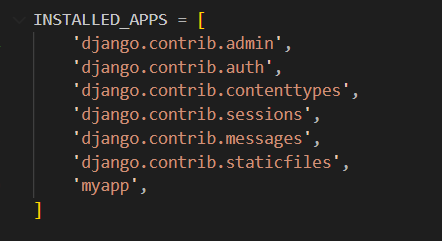 INSTALLED_APPS = [
    'django.contrib.admin',
    'django.contrib.auth',
    'django.contrib.contenttypes',
    'django.contrib.sessions',
    'django.contrib.messages',
    'django.contrib.staticfiles',
    'myapp',
]